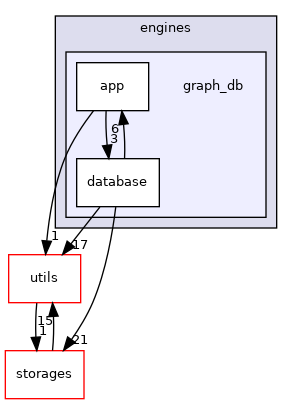 engines
app
graph_db
6
3
database
1
17
utils
15
1
21
storages